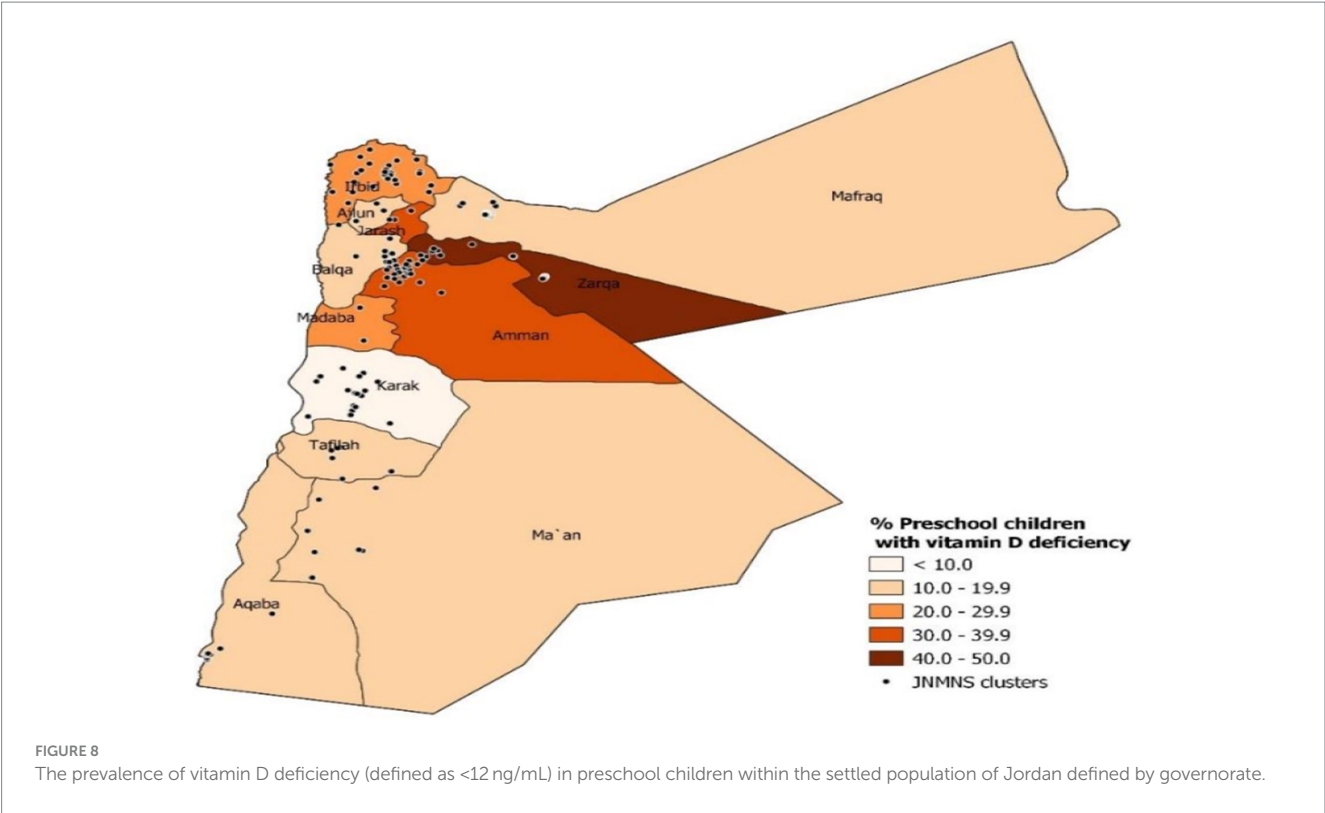 Mafraq
Irbid
Ajlun
Jarash
Balqa
Zarqa
Madaba
Amman
Karak
Tafilah
Ma`an
Aqaba
% Preschool children
with vitamin D deficiency
< 10.0
10.0 - 19.9
20.0 - 29.9
30.0 - 39.9
40.0 - 50.0
JNMNS clusters
FIGURE 8
The prevalence of vitamin D deficiency (defined as <12 ng/mL) in preschool children within the settled population of Jordan defined by governorate.